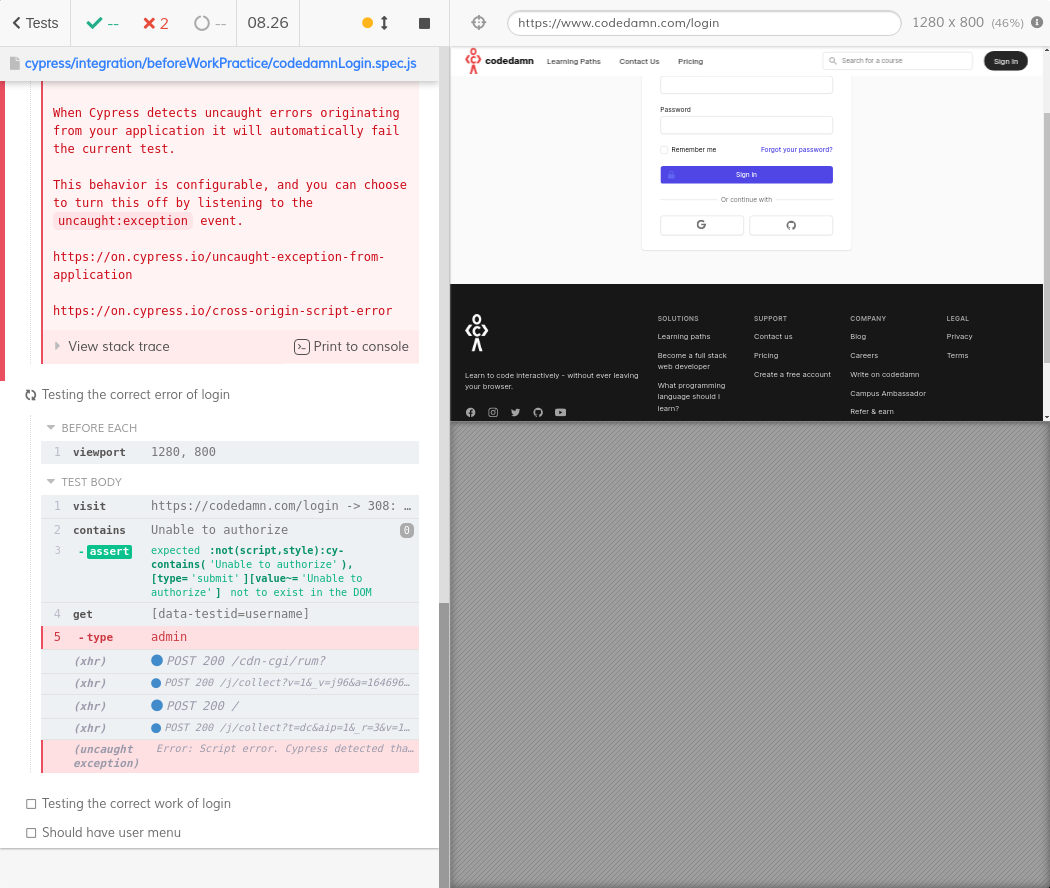 Tests
--
2
--
08.26
https://www.codedamn.com/login
1280 x 800 (46%)
cypress/integration/beforeWorkPractice/codedamnLogin.spec.js
When Cypress detects uncaught errors originating
from your application it will automatically fail
the current test.
This behavior is configurable, and you can choose
to turn this off by listening to the
uncaught:exception event.
https://on.cypress.io/uncaught-exception-from-
application
https://on.cypress.io/cross-origin-script-error
View stack trace
Print to console
Testing the correct error of login
BEFORE EACH
1 viewport 1280, 800
TEST BODY
1 visit https://codedamn.com/login -> 308: …
2 contains Unable to authorize 0
3 -assert expected :not(script,style):cy-
contains('Unable to authorize'),
[type='submit'][value~='Unable to
authorize'] not to exist in the DOM
4 get [data-testid=username]
5 -type admin
(xhr) POST 200 /cdn-cgi/rum?
(xhr) POST 200 /j/collect?v=1&_v=j96&a=164696…
(xhr) POST 200 /
(xhr) POST 200 /j/collect?t=dc&aip=1&_r=3&v=1…
(uncaught exception) Error: Script error. Cypress detected tha…
Testing the correct work of login
Should have user menu
codedamn
Learning Paths
Contact Us
Pricing
Search for a course
Sign In
Password
Remember me
Forgot your password?
Sign in
Or continue with
G
Learn to code interactively - without ever leaving
your browser.
SOLUTIONS
Learning paths
Become a full stack
web developer
What programming
language should I
learn?
SUPPORT
Contact us
Pricing
Create a free account
COMPANY
Blog
Careers
Write on codedamn
Campus Ambassador
Refer & earn
LEGAL
Privacy
Terms